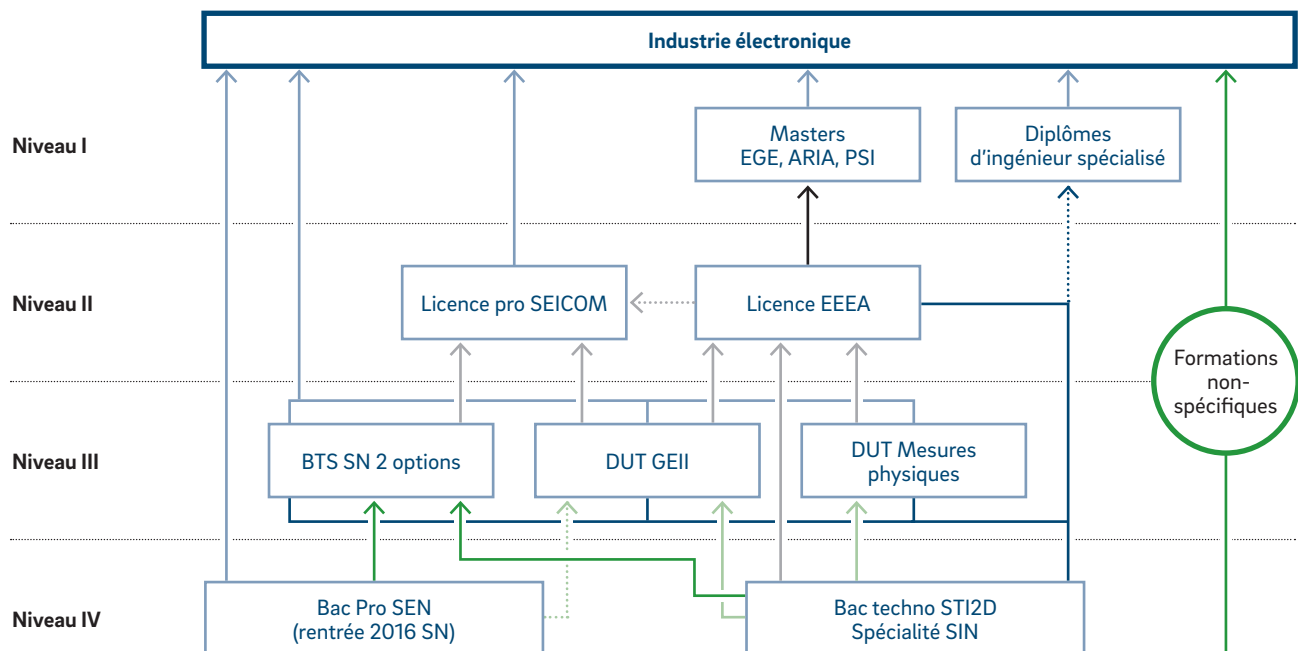 Industrie électronique
Niveau I
Masters
EGE, ARIA, PSI
Diplômes
d'ingénieur spécialisé
Niveau II
Licence pro SEICOM
Licence EEEA
Formations
non-
spécifiques
Niveau III
BTS SN 2 options
DUT GEII
DUT Mesures
physiques
Niveau IV
Bac Pro SEN
(rentrée 2016 SN)
Bac techno STI2D
Spécialité SIN